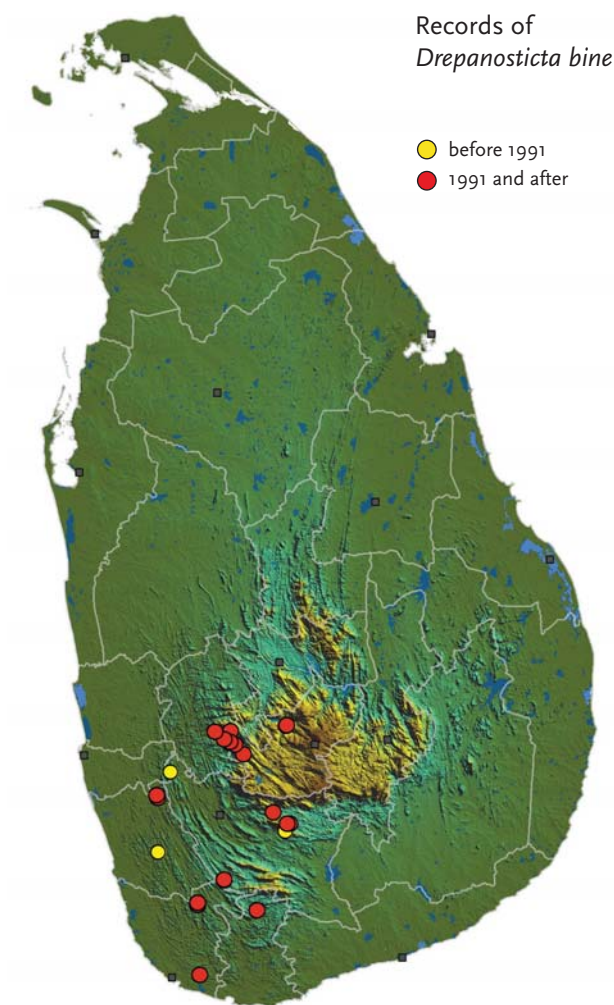 Records of
Drepanosticta bine
before 1991
1991 and after